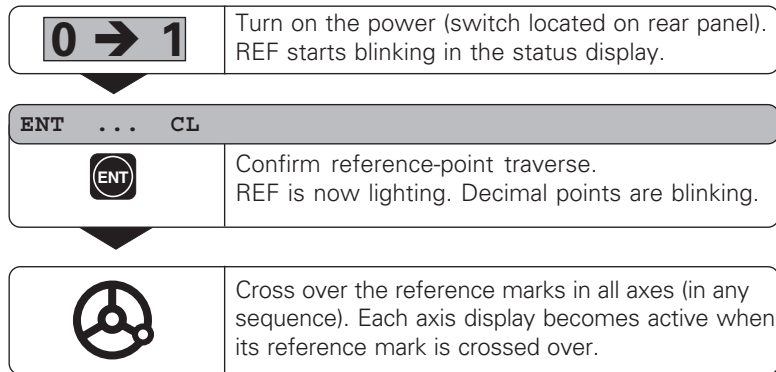 0 → 1
Turn on the power (switch located on rear panel).
REF starts blinking in the status display.
ENT ... CL
ENT
Confirm reference-point traverse.
REF is now lighting. Decimal points are blinking.
Cross over the reference marks in all axes (in any
sequence). Each axis display becomes active when
its reference mark is crossed over.